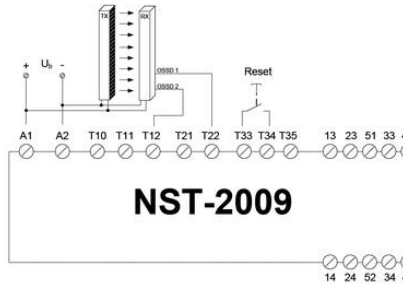 TX RX
OSSD 1
+ Ub -
Reset
OSSD 2
A1 A2 T10 T11 T12 T21 T22 T33 T34 T35 13 23 51 33
NST-2009
14 24 52 34